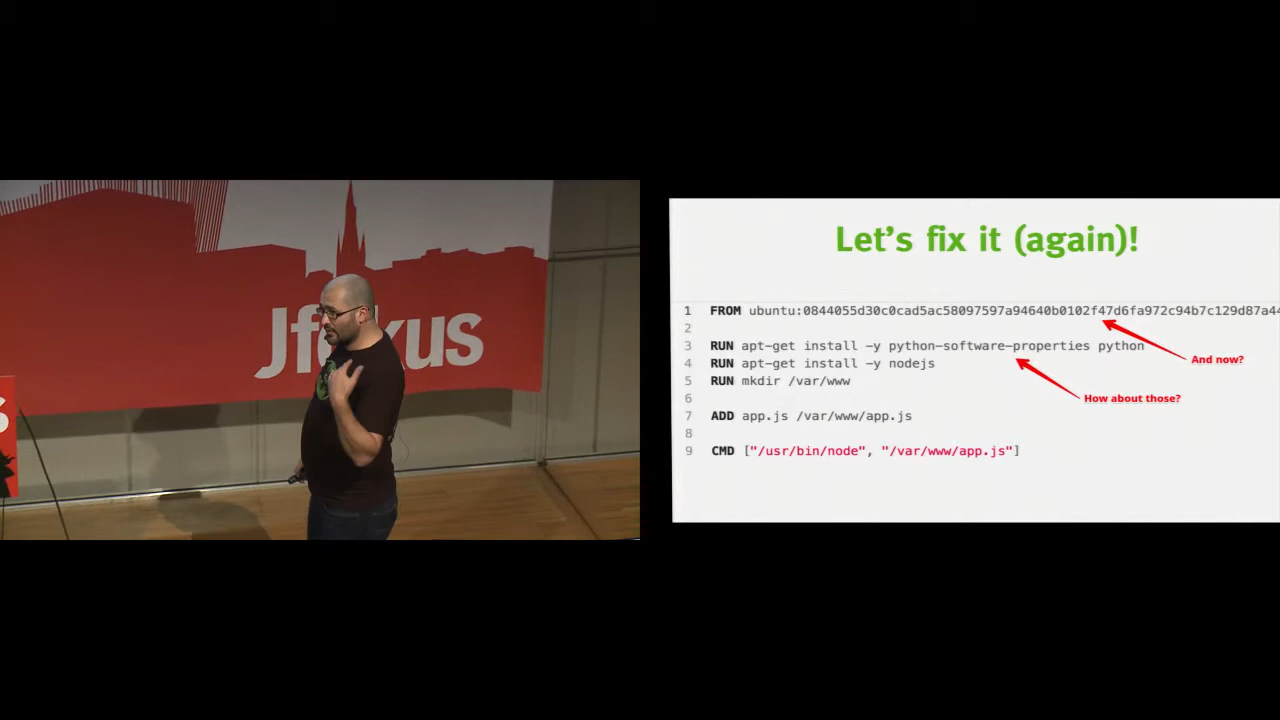 Jfokus
s
Let's fix it (again)!
1 FROM ubuntu:0844055d30c0cad5ac58097597a94640b0102f47d6fa972c94b7c129d87a44
2
3 RUN apt-get install -y python-software-properties python
4 RUN apt-get install -y nodejs
5 RUN mkdir /var/www
6
7 ADD app.js /var/www/app.js
8
9 CMD ["/usr/bin/node", "/var/www/app.js"]
And now?
How about those?